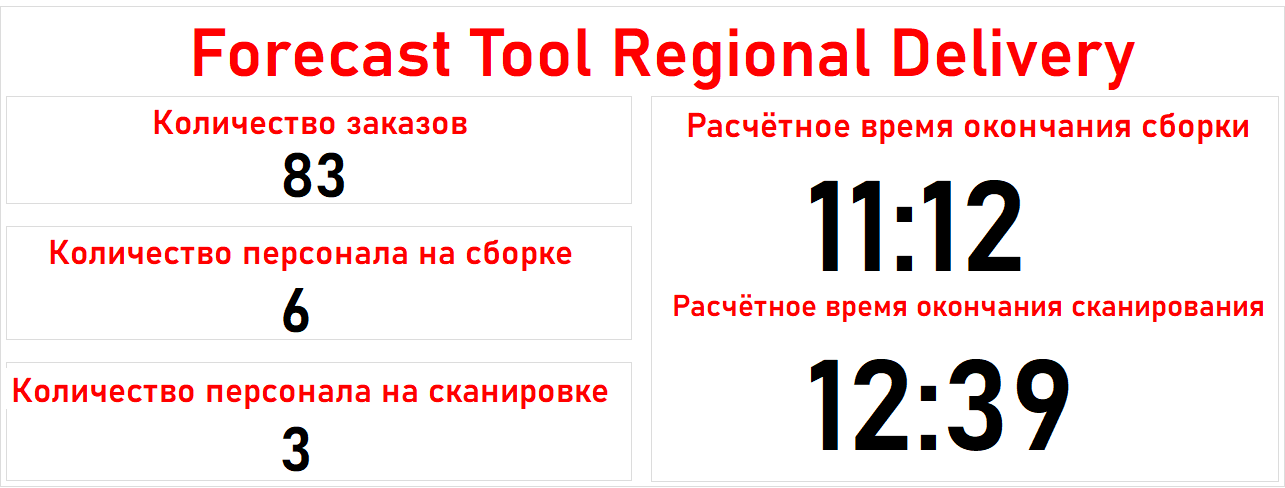 Forecast Tool Regional Delivery
Количество заказов
83
Количество персонала на сборке
6
Количество персонала на сканировке
3
Расчётное время окончания сборки
11:12
Расчётное время окончания сканирования
12:39